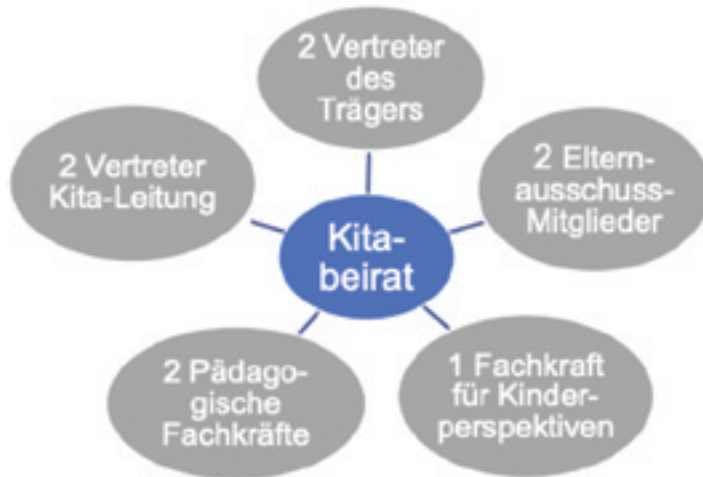 2 Vertreter
des
Trägers
2 Vertreter
Kita-Leitung
2 Eltern-
ausschuss-
Mitglieder
Kita-
beirat
2 Pädago-
gische
Fachkräfte
1 Fachkraft
für Kinder-
perspektiven